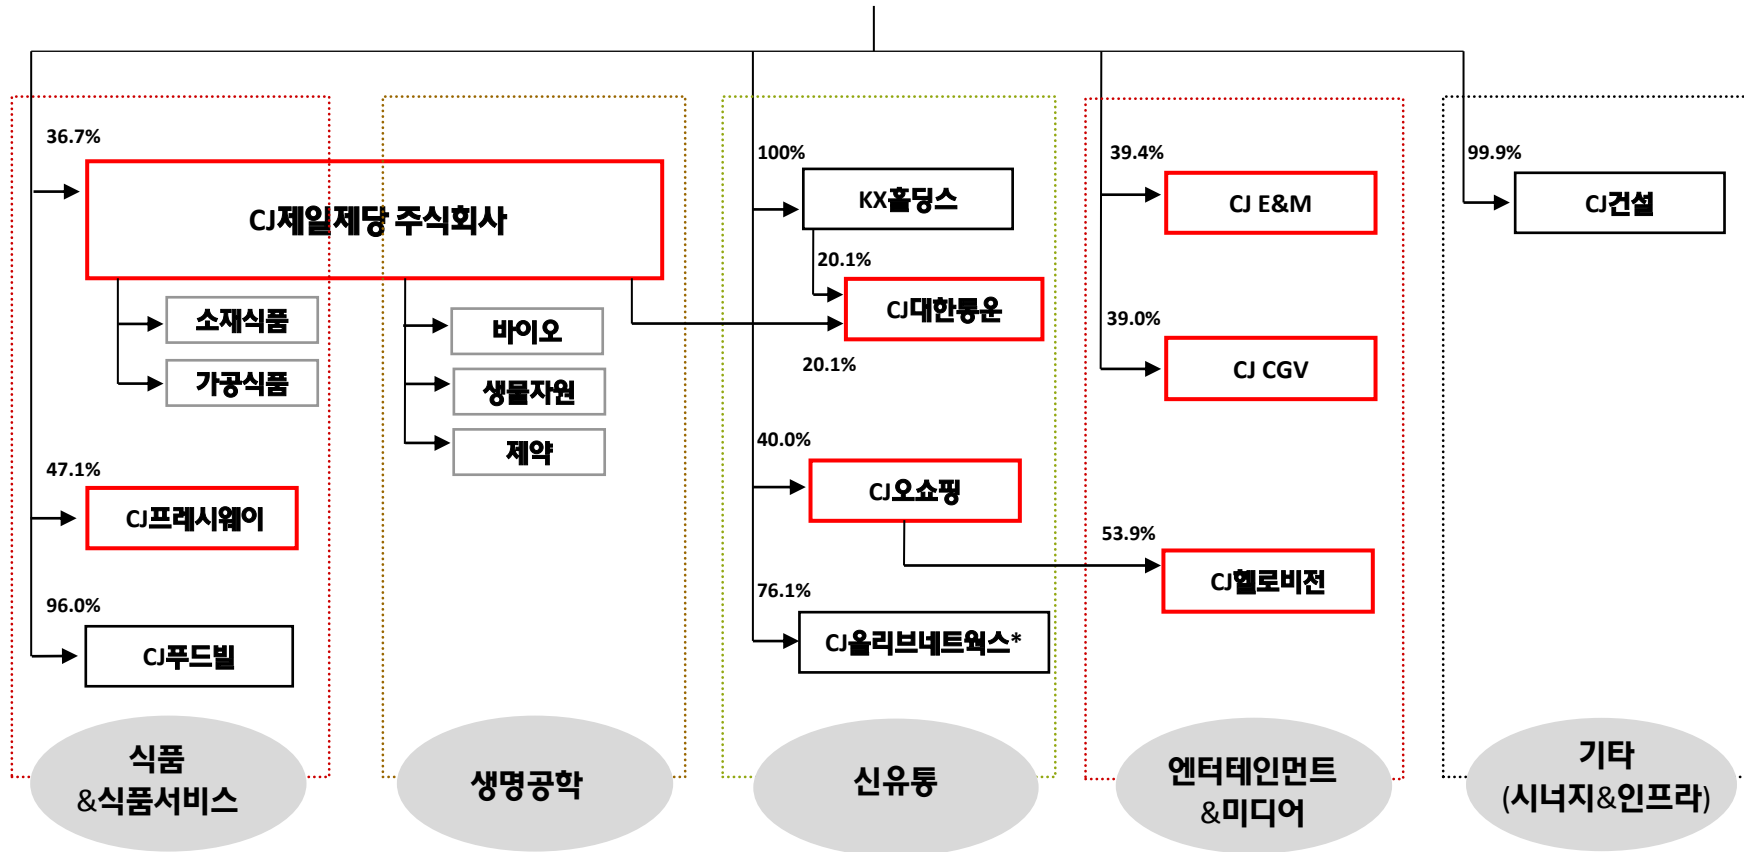 36.7%
CJ제일제당 주식회사
소재식품
가공식품
47.1%
CJ프레시웨이
96.0%
CJ푸드빌
식품
&식품서비스
바이오
생물자원
제약
생명공학
100%
KX홀딩스
20.1%
CJ대한통운
20.1%
40.0%
CJ오쇼핑
76.1%
CJ올리브네트웍스*
신유통
39.4%
CJ E&M
39.0%
CJ CGV
53.9%
CJ헬로비전
엔터테인먼트
&미디어
99.9%
CJ건설
기타
(시너지&인프라)